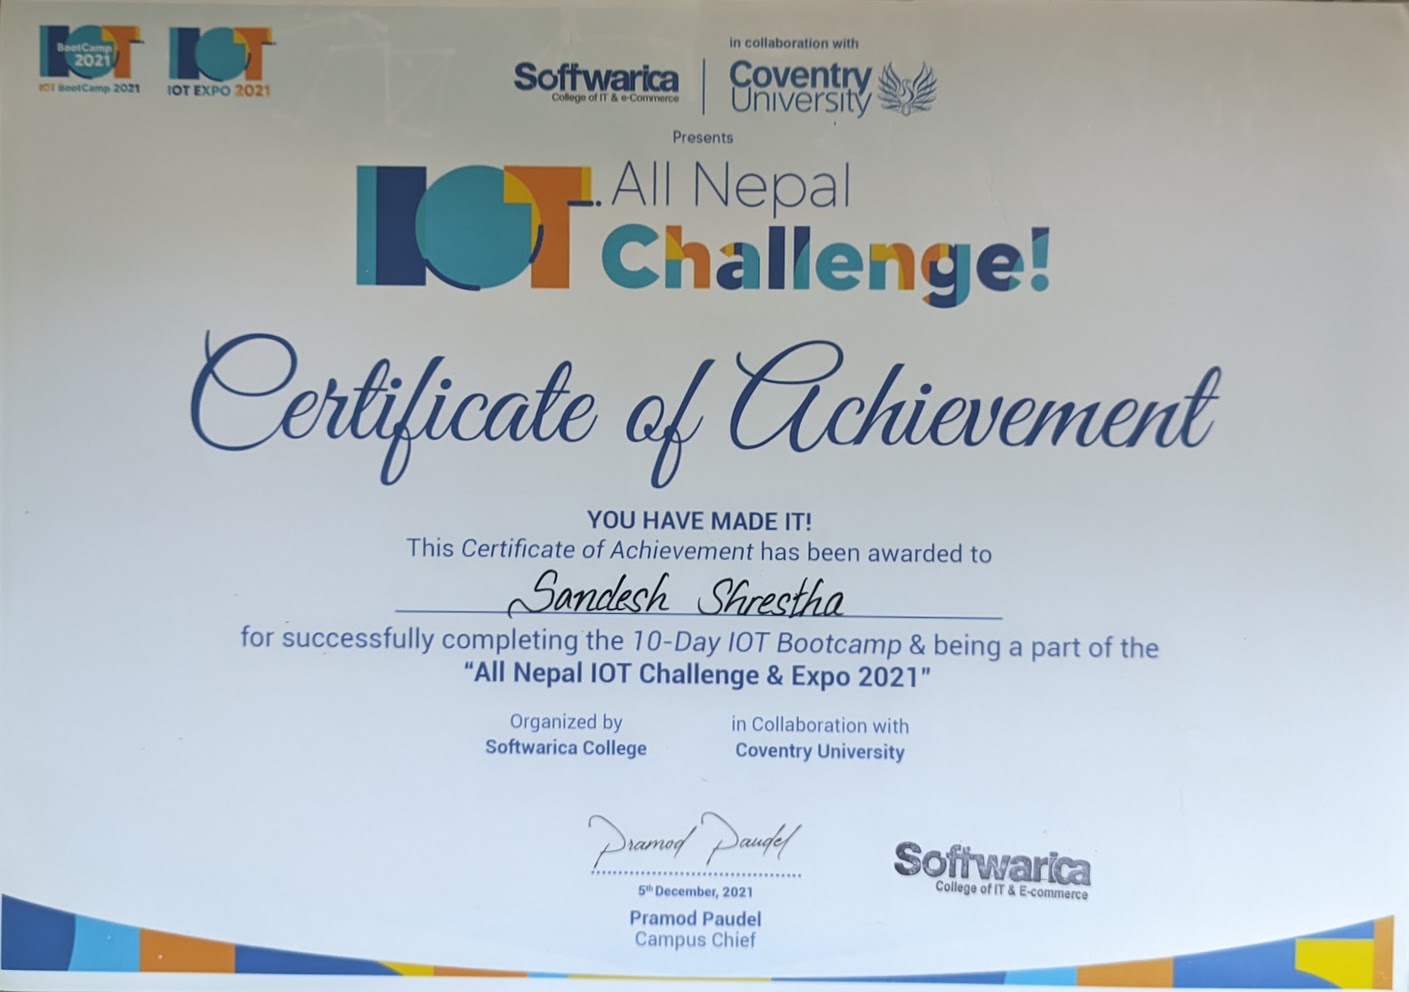 BootCamp
2021
IOT
IOT BootCamp 2021
IOT
IOT EXPO 2021
Softwarica
College of IT & e-Commerce
in collaboration with
Coventry
University
Presents
IOT All Nepal
Challenge!
Certificate of Achievement
YOU HAVE MADE IT!
This Certificate of Achievement has been awarded to
Sandesh Shrestha
for successfully completing the 10-Day IOT Bootcamp & being a part of the
“All Nepal IOT Challenge & Expo 2021”
Organized by
Softwarica College
in Collaboration with
Coventry University
Pramod Paudel
5th December, 2021
Pramod Paudel
Campus Chief
Softwarica
College of IT & E-commerce